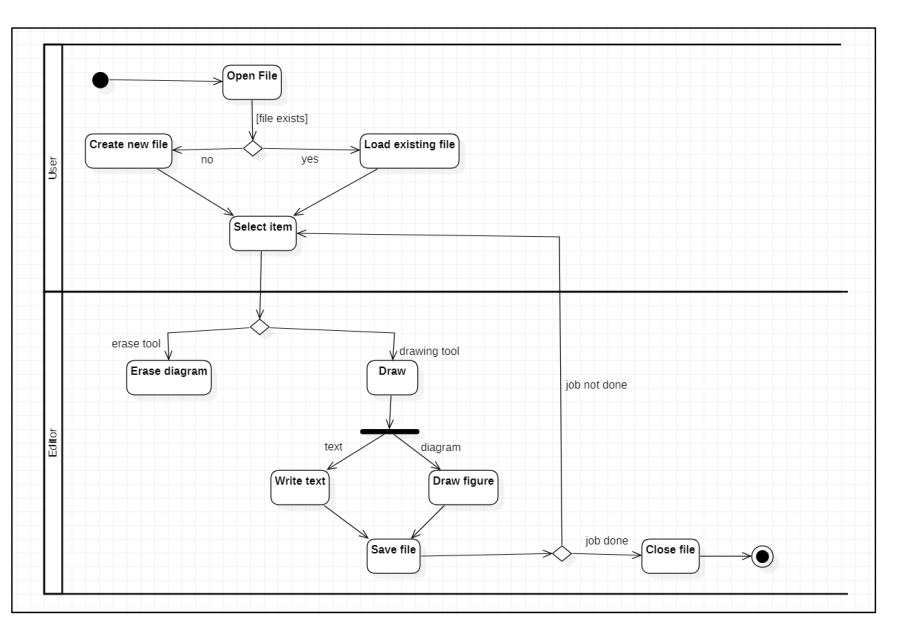 Open File
[file exists]
Create new file
no
yes
Load existing file
User
Select item
erase tool
drawing tool
Erase diagram
Draw
job not done
Editor
text
diagram
Write text
Draw figure
Save file
job done
Close file